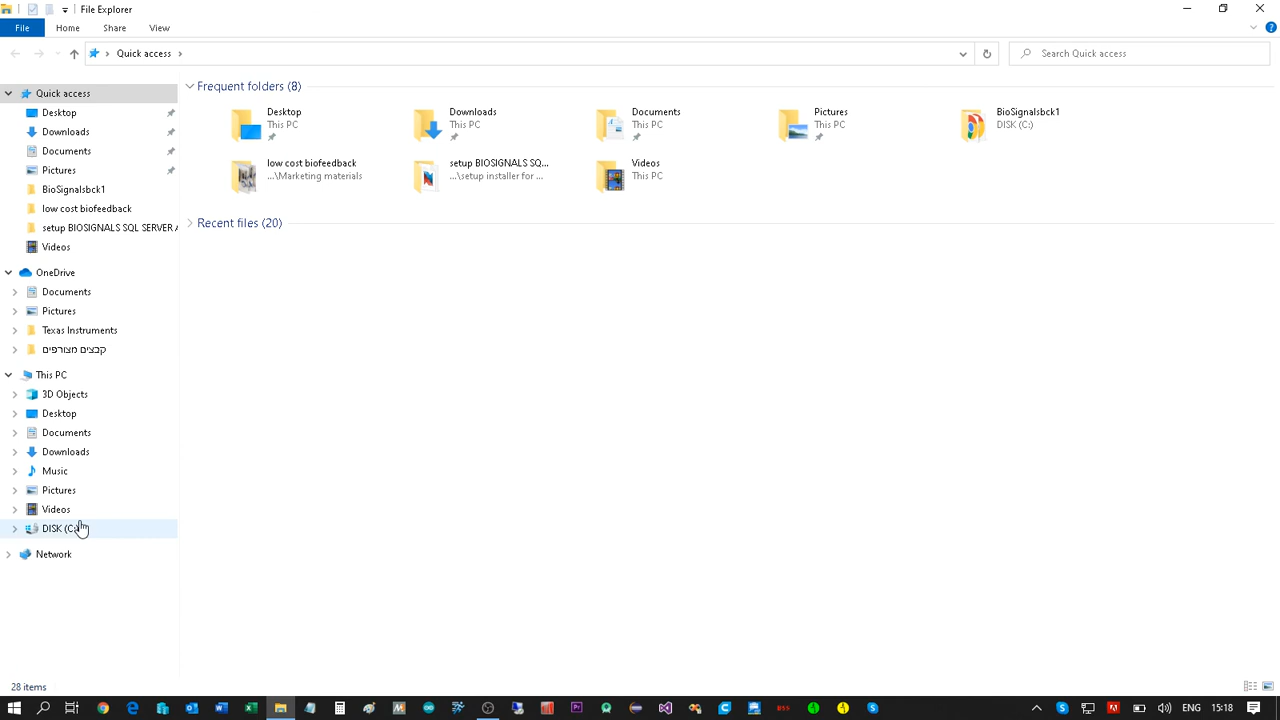 File Explorer
File Home Share View
Quick access
Search Quick access
Quick access
Desktop
Downloads
Documents
Pictures
BioSignalsbck1
low cost biofeedback
setup BIOSIGNALS SQL SERVER A
Videos
OneDrive
Documents
Pictures
Texas Instruments
קבצים מצורפים
This PC
3D Objects
Desktop
Documents
Downloads
Music
Pictures
Videos
DISK (C:)
Network
Frequent folders (8)
Desktop
This PC
Downloads
This PC
Documents
This PC
Pictures
This PC
BioSignalsbck1
DISK (C:)
low cost biofeedback
...\Marketing materials
setup BIOSIGNALS SQ...
...\setup installer for ...
Videos
This PC
Recent files (20)
28 items
BSS
ENG 15:18